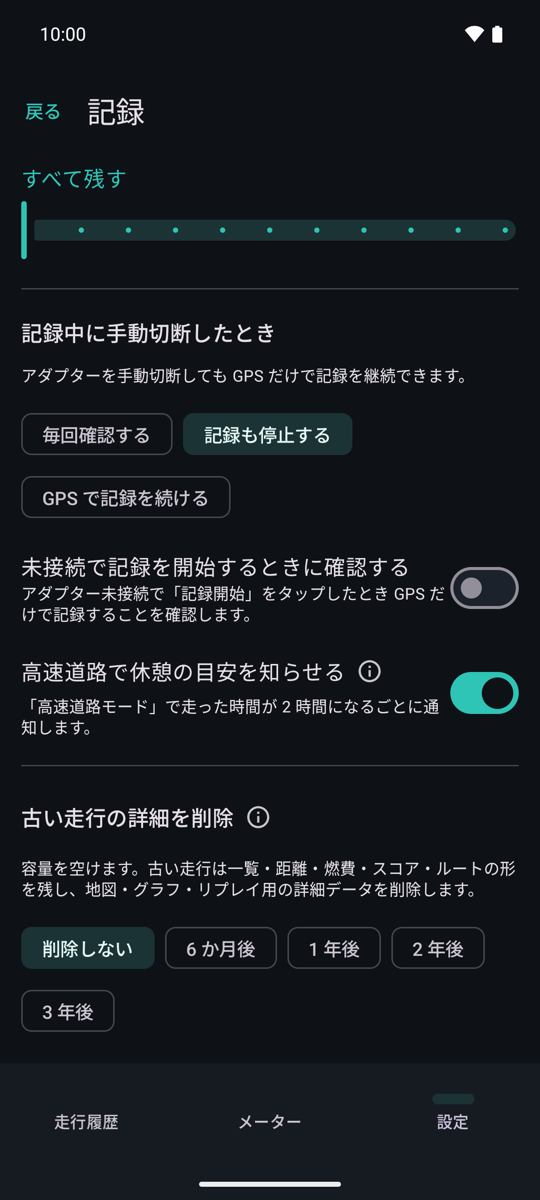 10:00
戻る 記録
すべて残す
記録中に手動切断したとき
アダプターを手動切断しても GPS だけで記録を継続できます。
毎回確認する 記録も停止する
GPS で記録を続ける
未接続で記録を開始するときに確認する
アダプター未接続で「記録開始」をタップしたとき GPS だ
けで記録することを確認します。
高速道路で休憩の目安を知らせる
「高速道路モード」で走った時間が 2 時間になるごとに通
知します。
古い走行の詳細を削除
容量を空けます。古い走行は一覧・距離・燃費・スコア・ルートの形
を残し、地図・グラフ・リプレイ用の詳細データを削除します。
削除しない 6 か月後 1 年後 2 年後
3 年後
走行履歴 メーター 設定